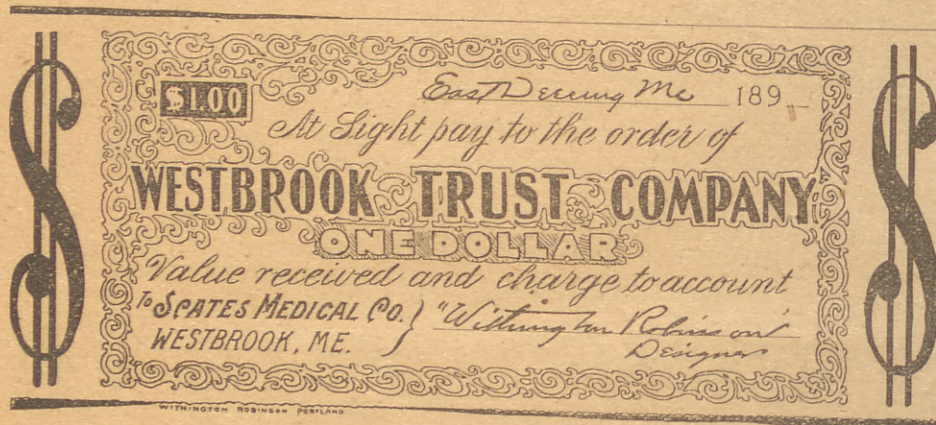 $1.00
East Deering Me 189
At Sight pay to the order of
WESTBROOK TRUST COMPANY
ONE DOLLAR
Value received and charge to account
To SPATES MEDICAL CO. } "Withington Robinson"
WESTBROOK, ME. Designer
WITHINGTON ROBINSON PORTLAND